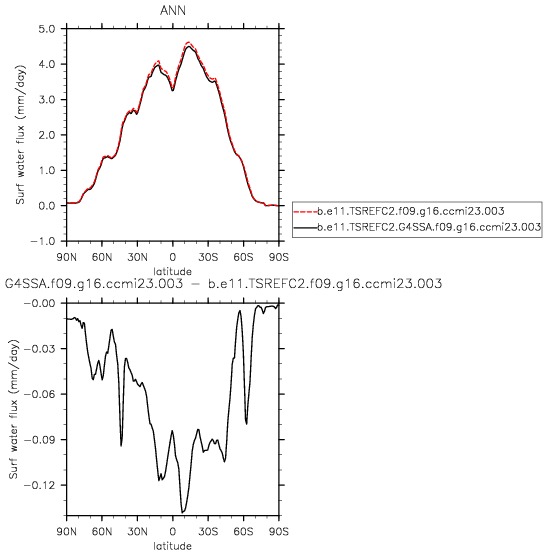 ANN
Surf water flux (mm/day)
5.0
4.0
3.0
2.0
1.0
0.0
−1.0
90N 60N 30N 0 30S 60S 90S
latitude
b.e11.TSREFC2.f09.g16.ccmi23.003
b.e11.TSREFC2.G4SSA.f09.g16.ccmi23.003
G4SSA.f09.g16.ccmi23.003 − b.e11.TSREFC2.f09.g16.ccmi23.003
Surf water flux (mm/day)
−0.00
−0.03
−0.06
−0.09
−0.12
90N 60N 30N 0 30S 60S 90S
latitude